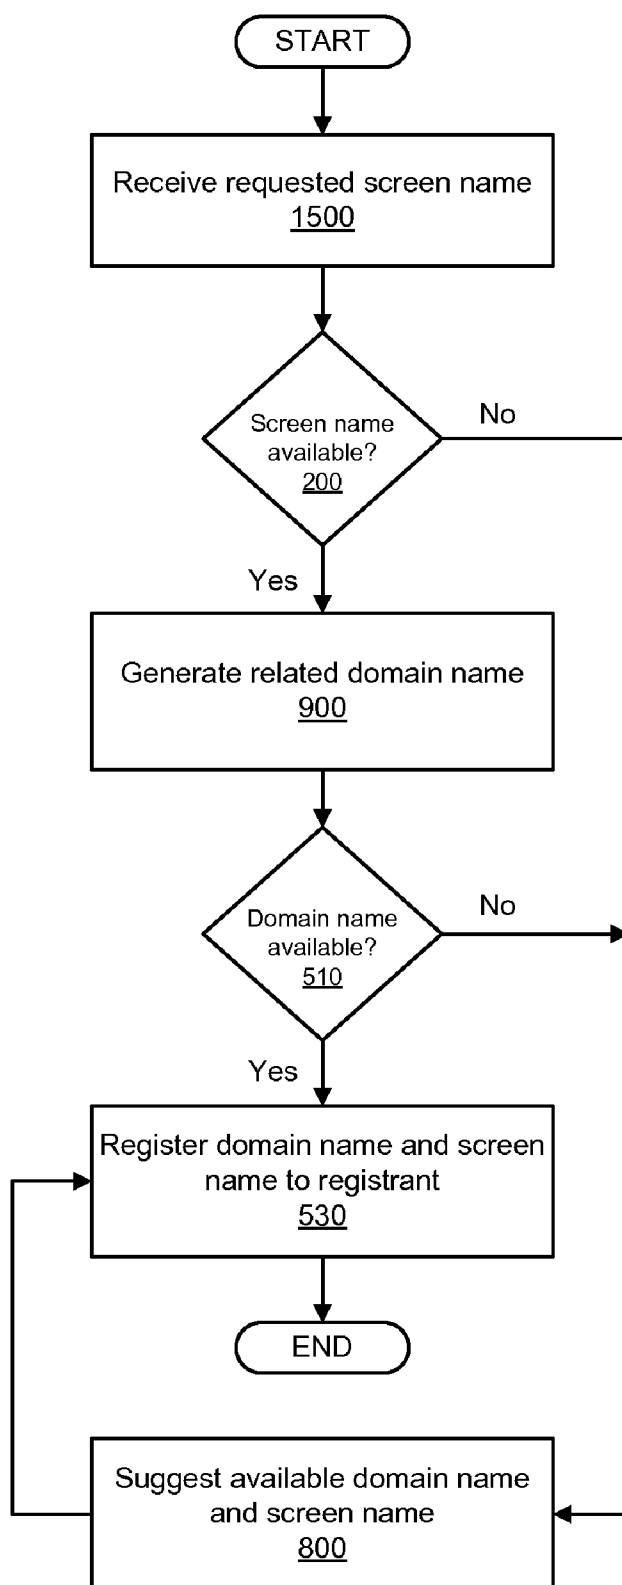 START
Receive requested screen name
1500
Screen name
available?
200
No
Yes
Generate related domain name
900
Domain name
available?
510
No
Yes
Register domain name and screen
name to registrant
530
END
Suggest available domain name
and screen name
800